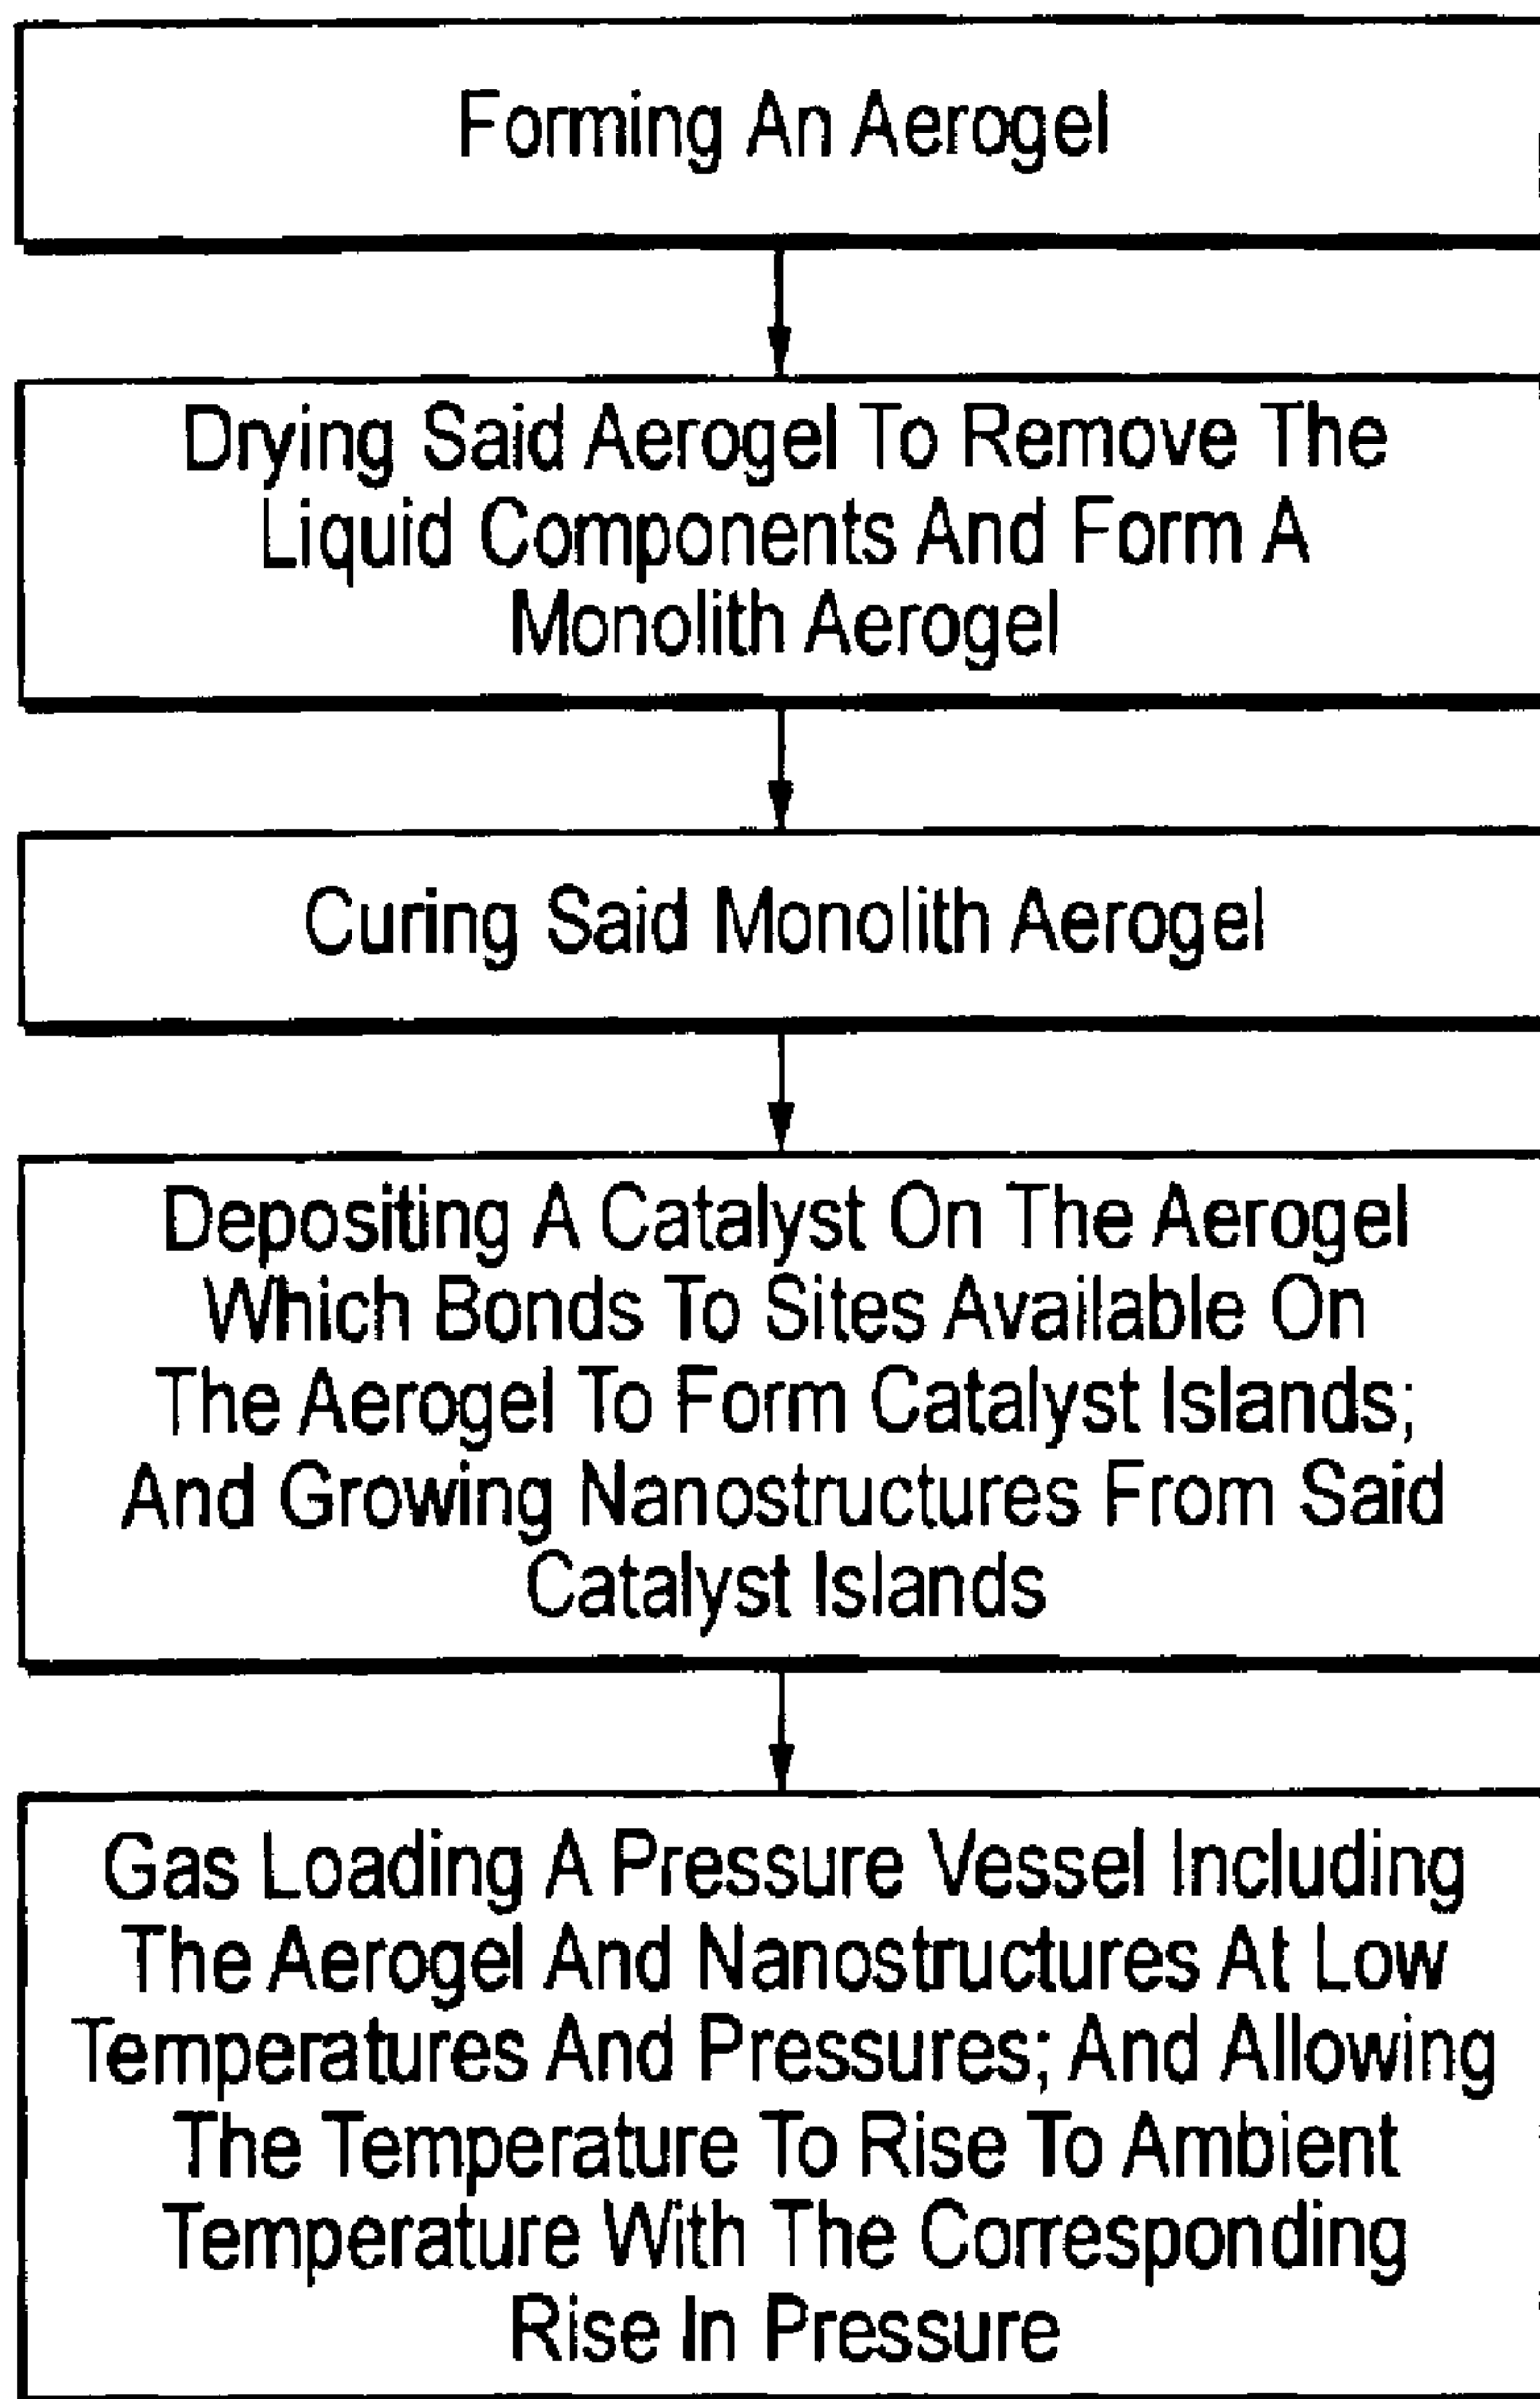 Forming An Aerogel
Drying Said Aerogel To Remove The
Liquid Components And Form A
Monolith Aerogel
Curing Said Monolith Aerogel
Depositing A Catalyst On The Aerogel
Which Bonds To Sites Available On
The Aerogel To Form Catalyst Islands;
And Growing Nanostructures From Said
Catalyst Islands
Gas Loading A Pressure Vessel Including
The Aerogel And Nanostructures At Low
Temperatures And Pressures; And Allowing
The Temperature To Rise To Ambient
Temperature With The Corresponding
Rise In Pressure